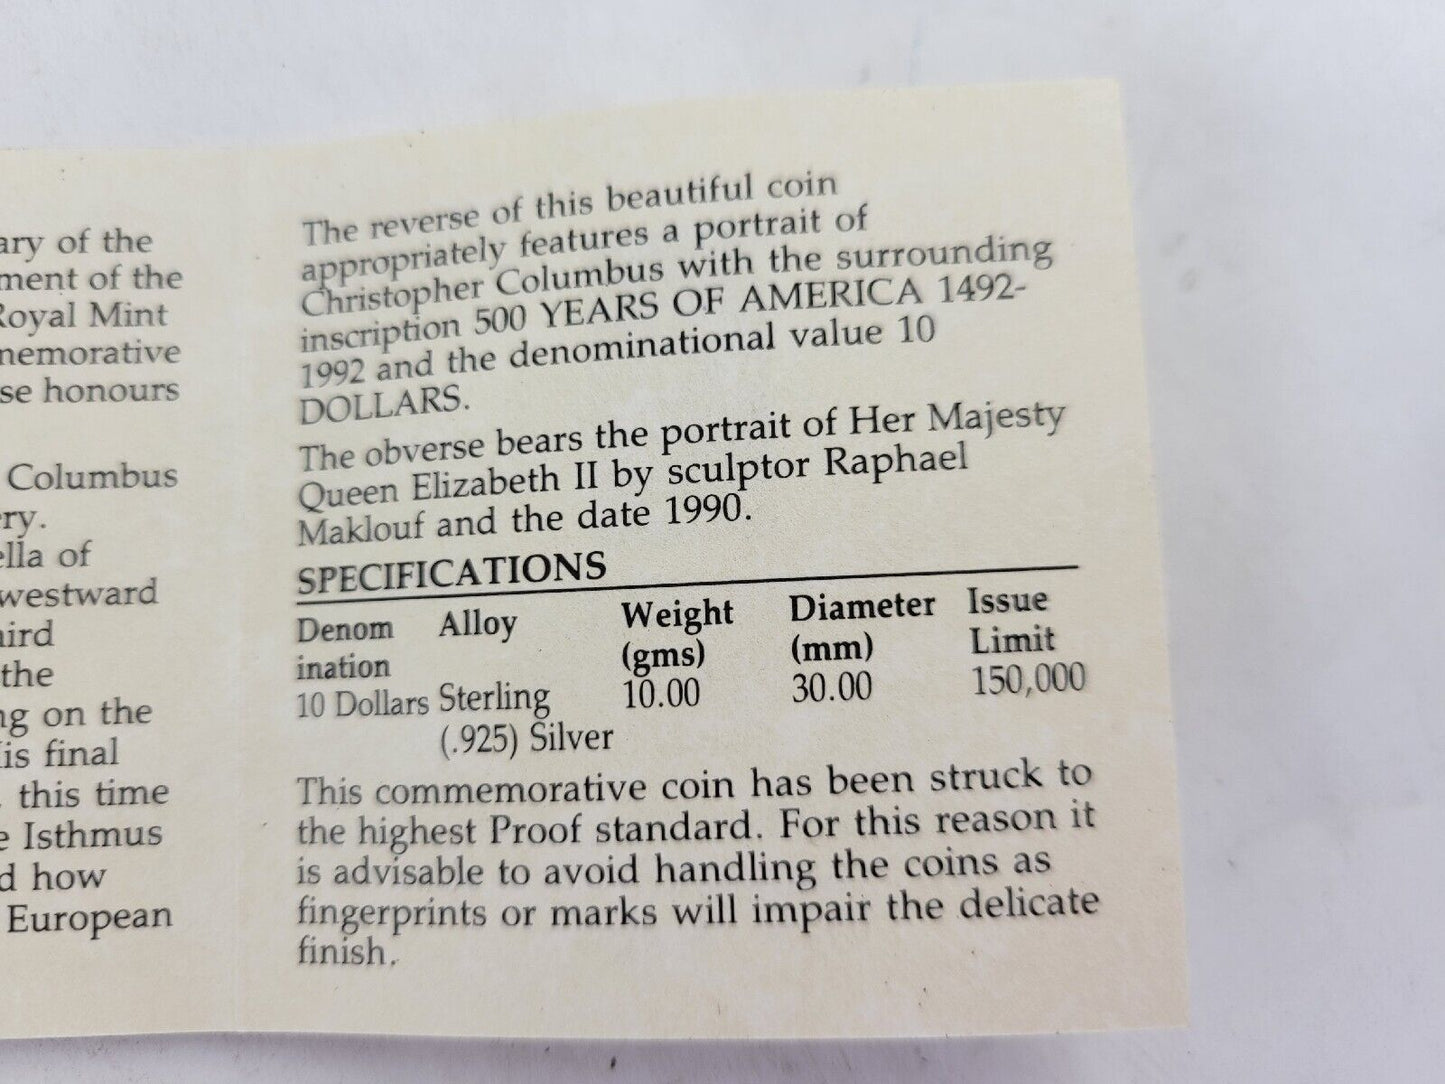 ary of the
ment of the
Royal Mint
nemorative
se honours
Columbus
ry.
ella of
westward
hird
the
ng on the
is final
, this time
e Isthmus
d how
European
The reverse of this beautiful coin
appropriately features a portrait of
Christopher Columbus with the surrounding
inscription 500 YEARS OF AMERICA 1492-
1992 and the denominational value 10
DOLLARS.
The obverse bears the portrait of Her Majesty
Queen Elizabeth II by sculptor Raphael
Maklouf and the date 1990.
SPECIFICATIONS
Denom Alloy Weight Diameter Issue
ination (gms) (mm) Limit
10 Dollars Sterling 10.00 30.00 150,000
(.925) Silver
This commemorative coin has been struck to
the highest Proof standard. For this reason it
is advisable to avoid handling the coins as
fingerprints or marks will impair the delicate
finish.